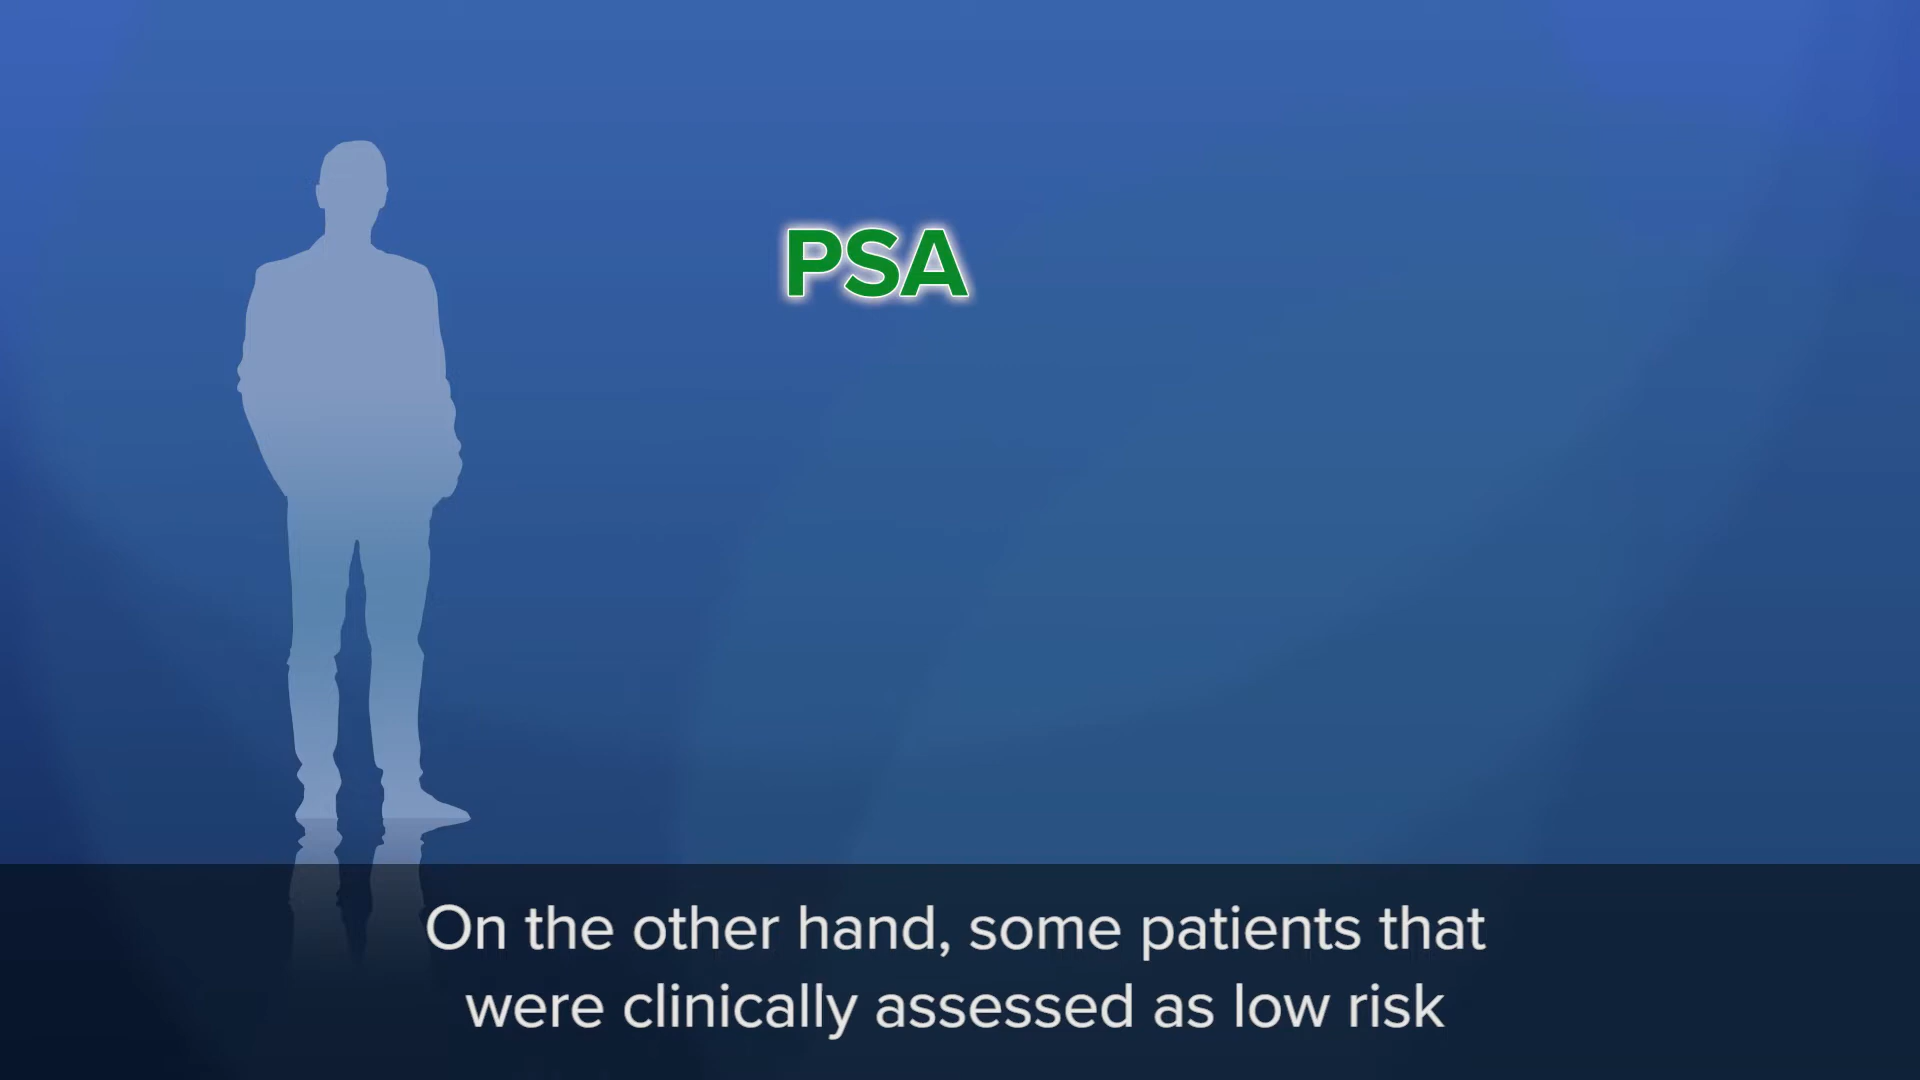 PSA
On the other hand, some patients that
were clinically assessed as low risk